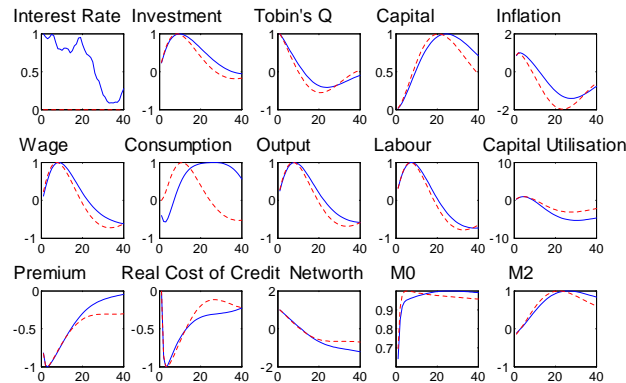 Interest Rate Investment Tobin's Q Capital Inflation
1 1 1 1 2
0.5 0 0 0.5 0
0 -1 -1 0 -2
0 20 40 0 20 40 0 20 40 0 20 40 0 20 40
Wage Consumption Output Labour Capital Utilisation
1 1 1 1 10
0 0 0 0 0
-1 -1 -1 -1 -10
0 20 40 0 20 40 0 20 40 0 20 40 0 20 40
Premium Real Cost of Credit Networth M0 M2
0 0 2 1
-0.5 -0.5 0 0.9 0
0.8
0.7
-1 -1 -2 -1
0 20 40 0 20 40 0 20 40 0 20 40 0 20 40